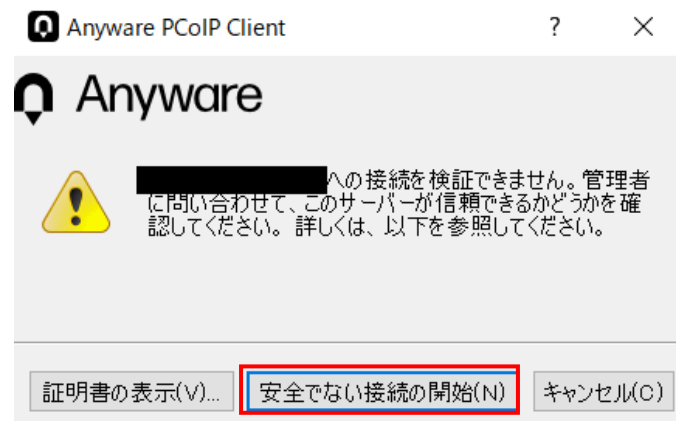 Anyware PCoIP Client ?
Anyware
への接続を検証できません。管理者
に問い合わせて、このサーバーが信頼できるかどうかを確
認してください。詳しくは、以下を参照してください。
証明書の表示(V)... 安全でない接続の開始(N) キャンセル(C)